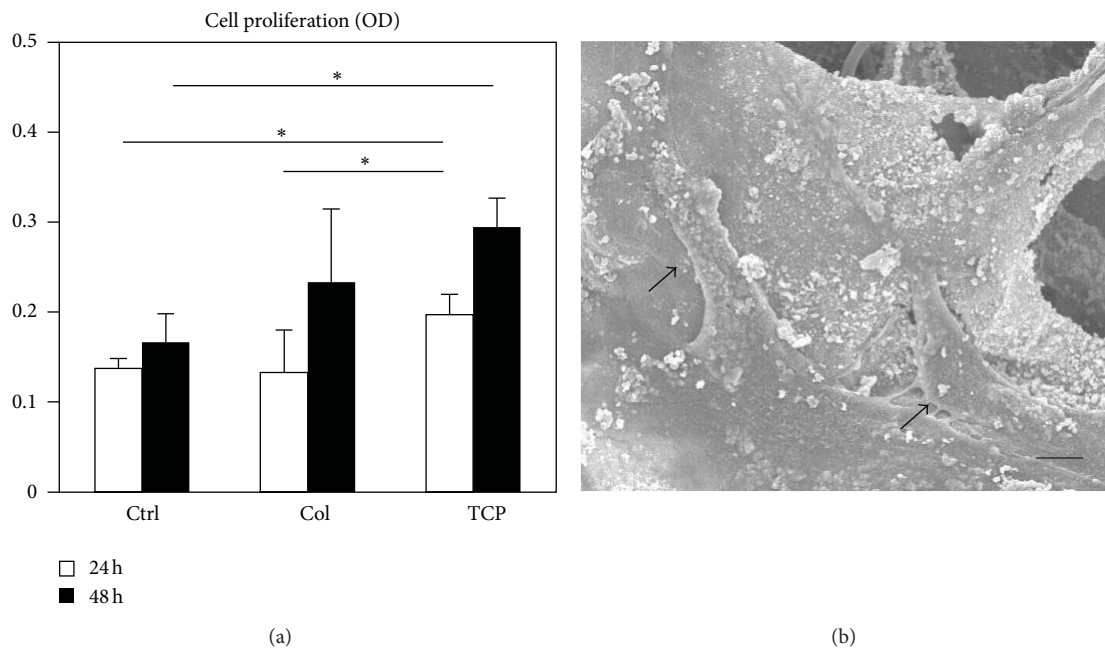 Cell proliferation (OD)
0.5
0.4
0.3
0.2
0.1
0
*
*
*
Ctrl Col TCP
24 h
48 h
(a) (b)